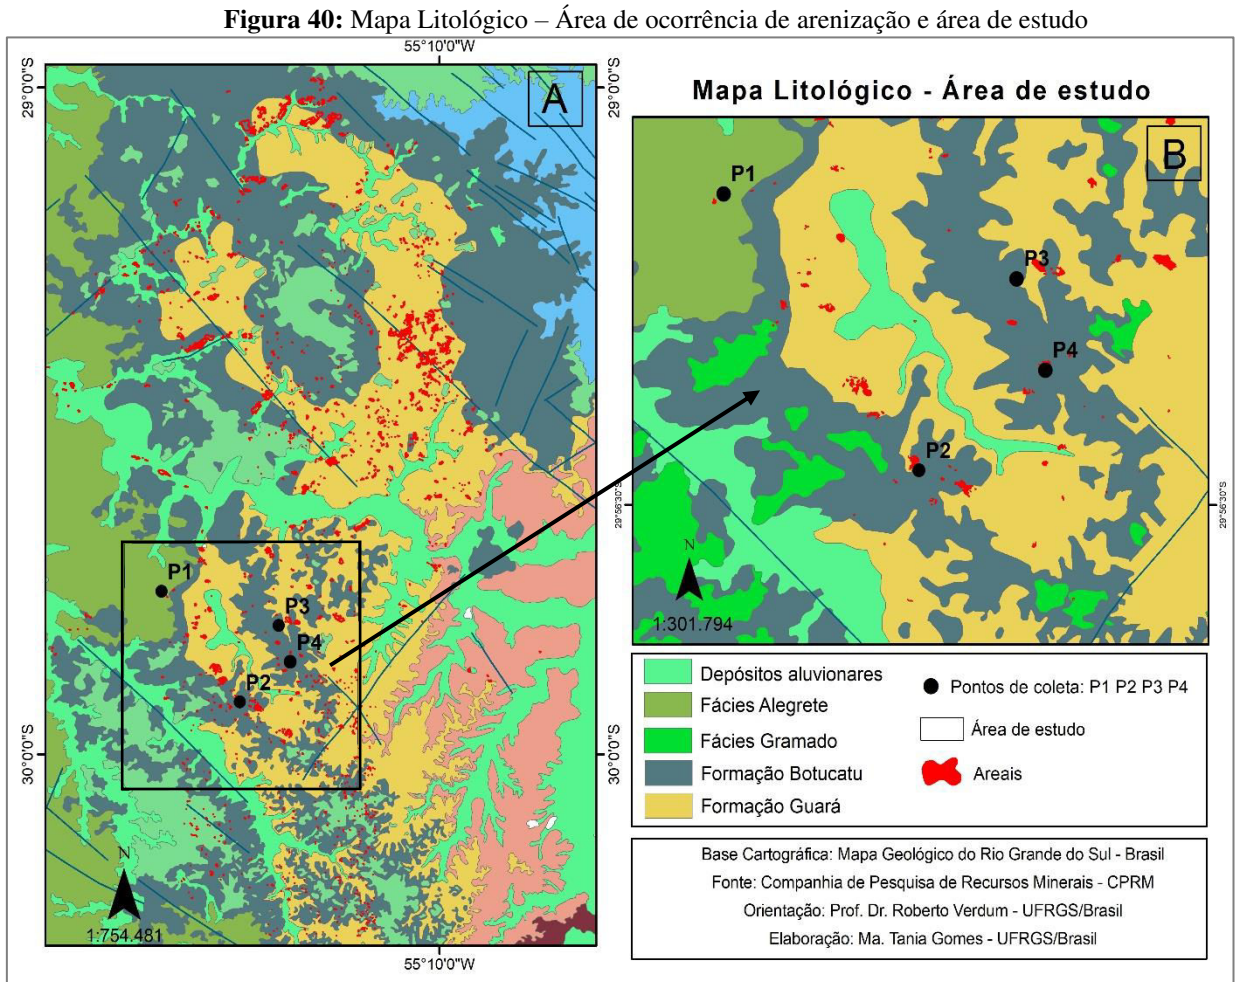 Figura 40: Mapa Litológico – Área de ocorrência de arenização e área de estudo
55°10'0"W
29°0'0"S
29°0'0"S
A
P1
P3
P4
P2
30°0'0"S
30°0'0"S
N
1:754.481
55°10'0"W
Mapa Litológico - Área de estudo
B
P1
P3
P4
P2
29°56'30"S
29°56'30"S
N
1:301.794
Depósitos aluvionares
Fácies Alegrete
Fácies Gramado
Formação Botucatu
Formação Guará
Pontos de coleta: P1 P2 P3 P4
Área de estudo
Areais
Base Cartográfica: Mapa Geológico do Rio Grande do Sul - Brasil
Fonte: Companhia de Pesquisa de Recursos Minerais - CPRM
Orientação: Prof. Dr. Roberto Verdum - UFRGS/Brasil
Elaboração: Ma. Tania Gomes - UFRGS/Brasil